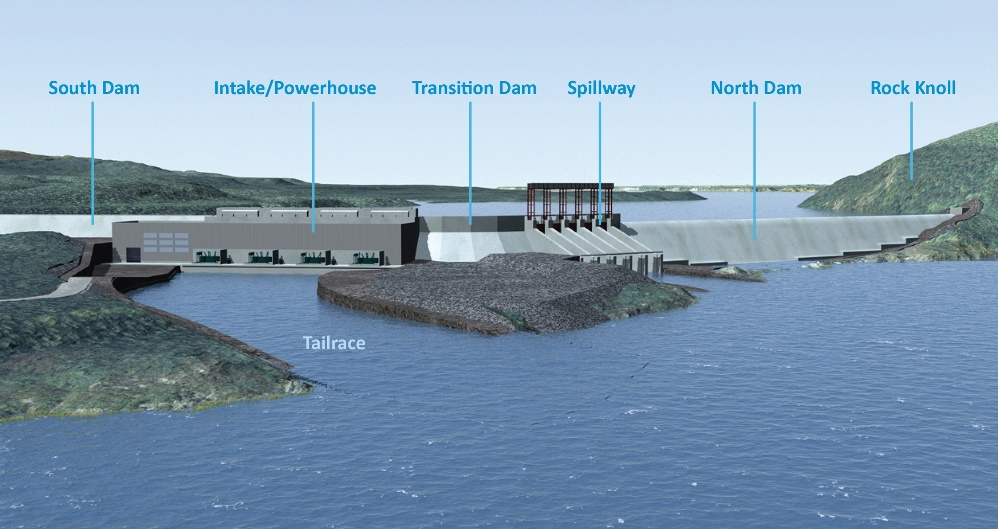 South Dam
Intake/Powerhouse
Transition Dam
Spillway
North Dam
Rock Knoll
Tailrace